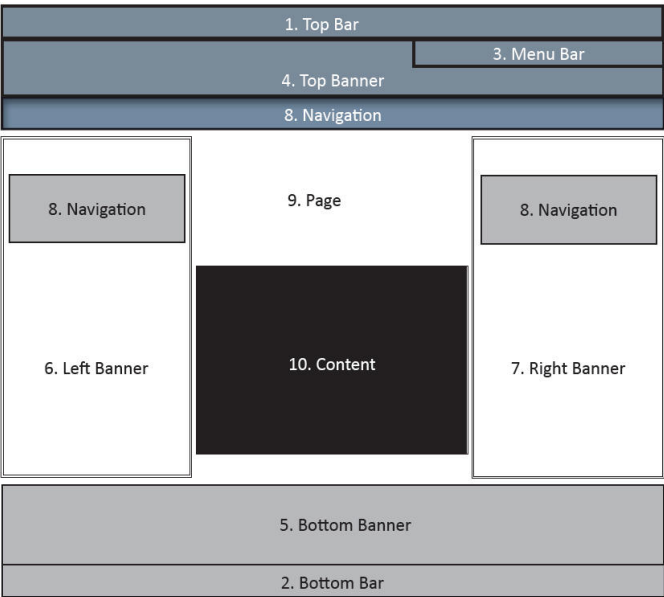 1. Top Bar
3. Menu Bar
4. Top Banner
8. Navigation
9. Page
8. Navigation
8. Navigation
6. Left Banner
10. Content
7. Right Banner
5. Bottom Banner
2. Bottom Bar